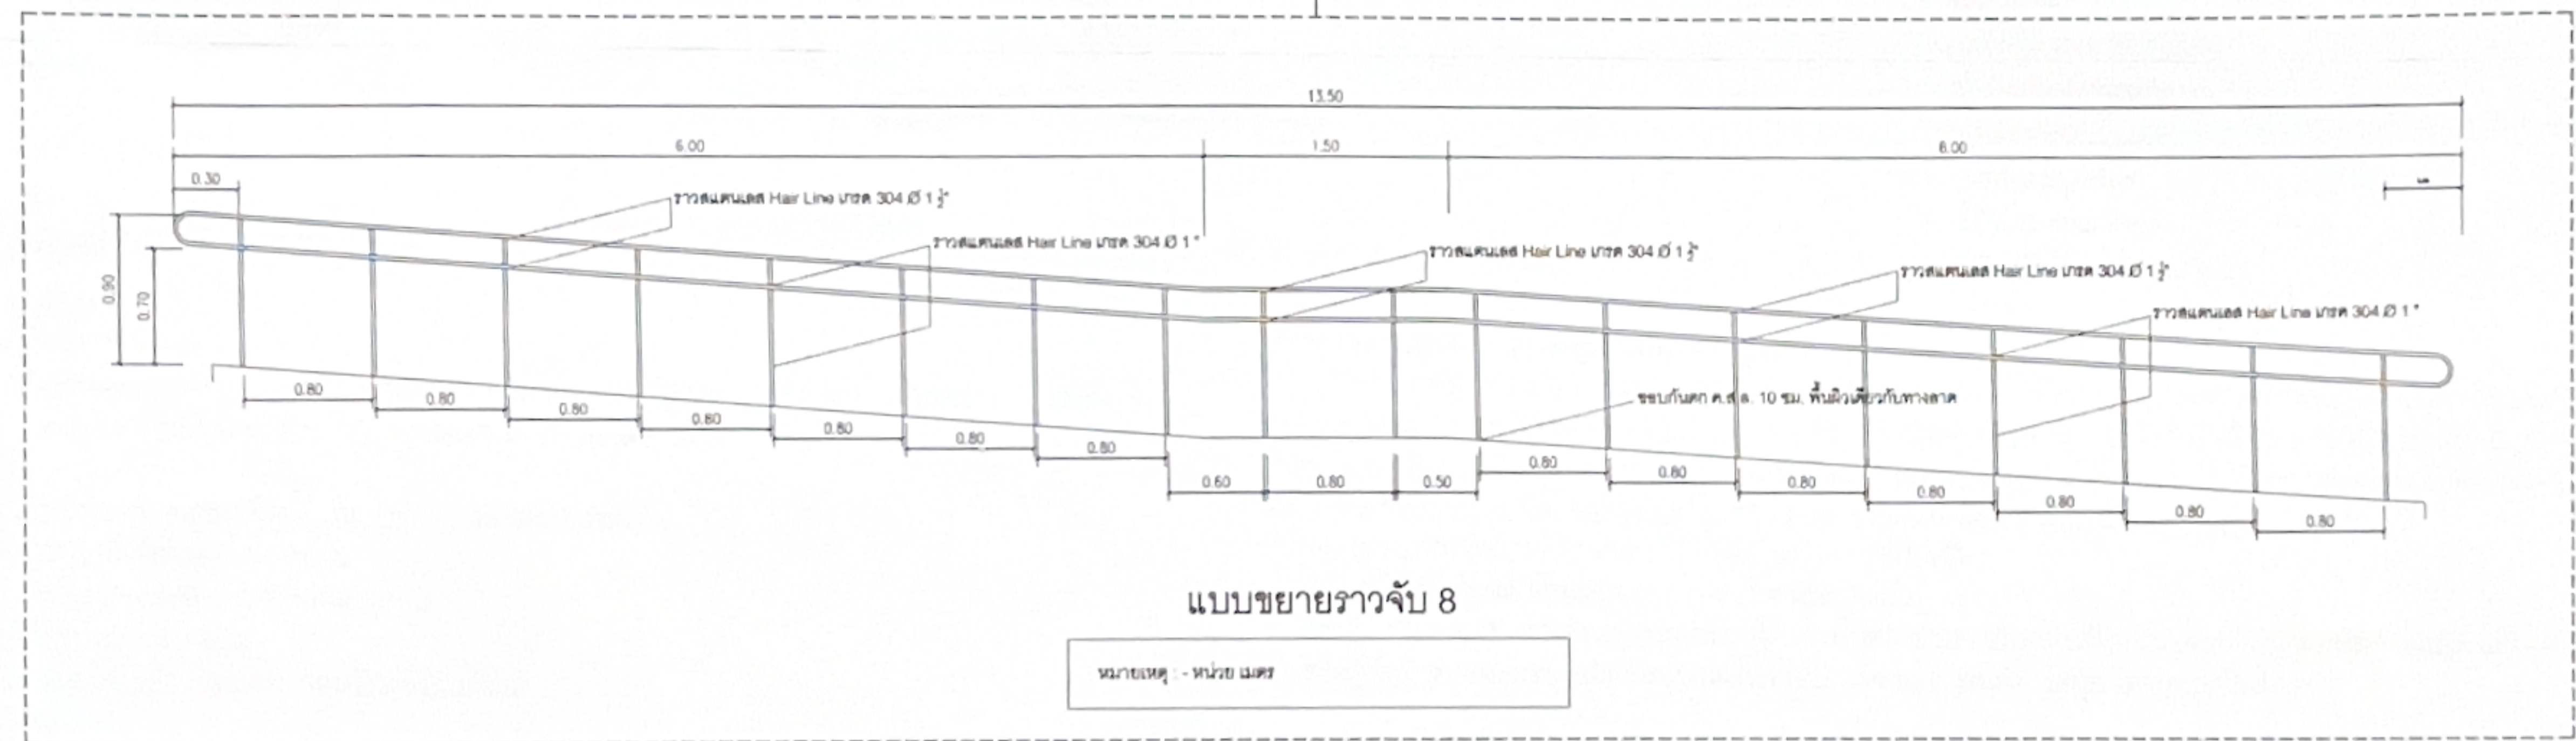 13.50
6.00 1.50 6.00
0.30
ราวสแตนเลส Hair Line เกรด 304 Ø 1 ½"
ราวสแตนเลส Hair Line เกรด 304 Ø 1"
ราวสแตนเลส Hair Line เกรด 304 Ø 1 ½"
ราวสแตนเลส Hair Line เกรด 304 Ø 1 ½"
ราวสแตนเลส Hair Line เกรด 304 Ø 1"
0.90
0.70
ขอบกันตก ค.ส.ล. 10 ซม. พื้นผิวเดียวกับทางลาด
0.80 0.80 0.80 0.80 0.80 0.80 0.80
0.60 0.80 0.50
0.80 0.80 0.80 0.80 0.80 0.80 0.80
แบบขยายราวจับ 8
หมายเหตุ : - หน่วย เมตร